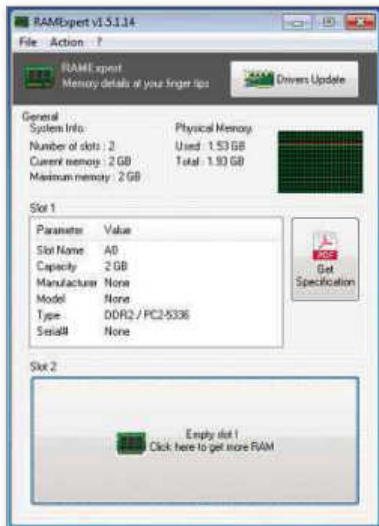 RAMExpert v1.5.1.14
File Action ?
RAMExpert
Memory details at your finger tips
Drivers Update
General
System Info: Physical Memory:
Number of slots : 2 Used : 1.53 GB
Current memory : 2 GB Total : 1.93 GB
Maximum memory : 2 GB
Slot 1
Parameter Value
Slot Name A0
Capacity 2 GB
Manufacturer None
Model None
Type DDR2 / PC2-5336
Serial# None
PDF
Get
Specification
Slot 2
Empty slot !
Click here to get more RAM